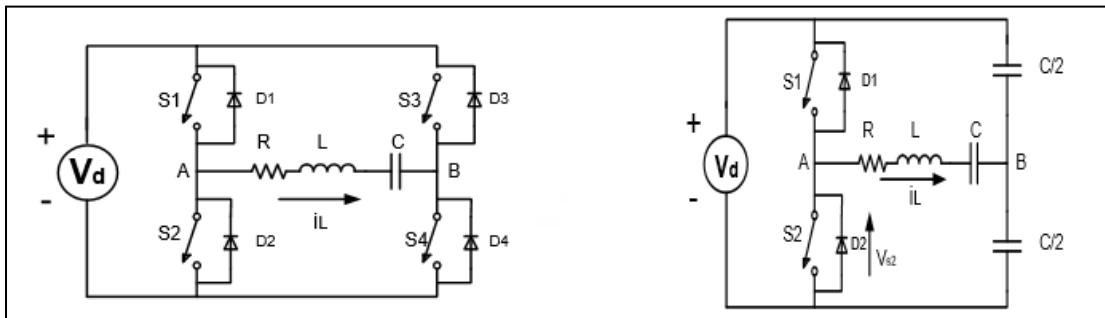 S1
D1
S3
D3
+
Vd
-
R
L
C
A
B
iL
S2
D2
S4
D4
S1
D1
C/2
+
Vd
-
R
L
C
A
B
iL
S2
D2
Vs2
C/2